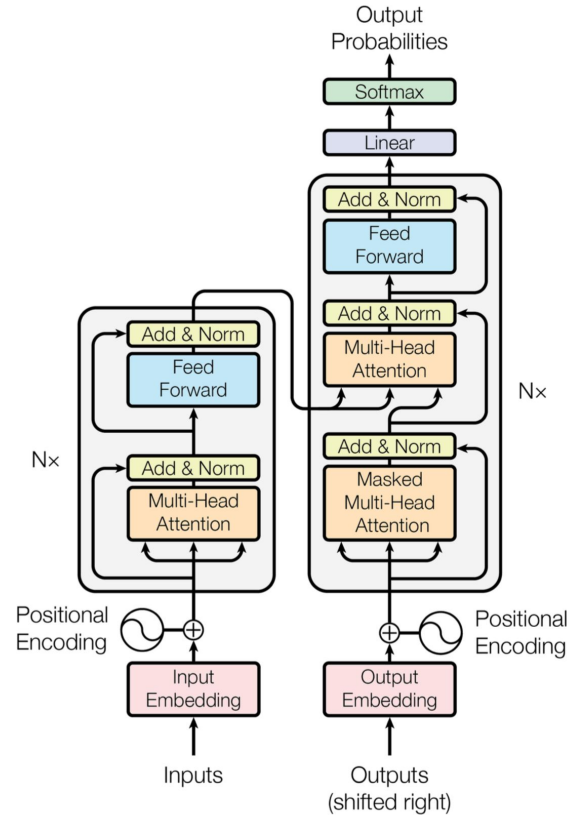 Output
Probabilities
Softmax
Linear
Add & Norm
Feed
Forward
Add & Norm
Multi-Head
Attention
Add & Norm
Masked
Multi-Head
Attention
N×
Add & Norm
Feed
Forward
Add & Norm
Multi-Head
Attention
N×
Positional
Encoding
Positional
Encoding
Input
Embedding
Output
Embedding
Inputs
Outputs
(shifted right)